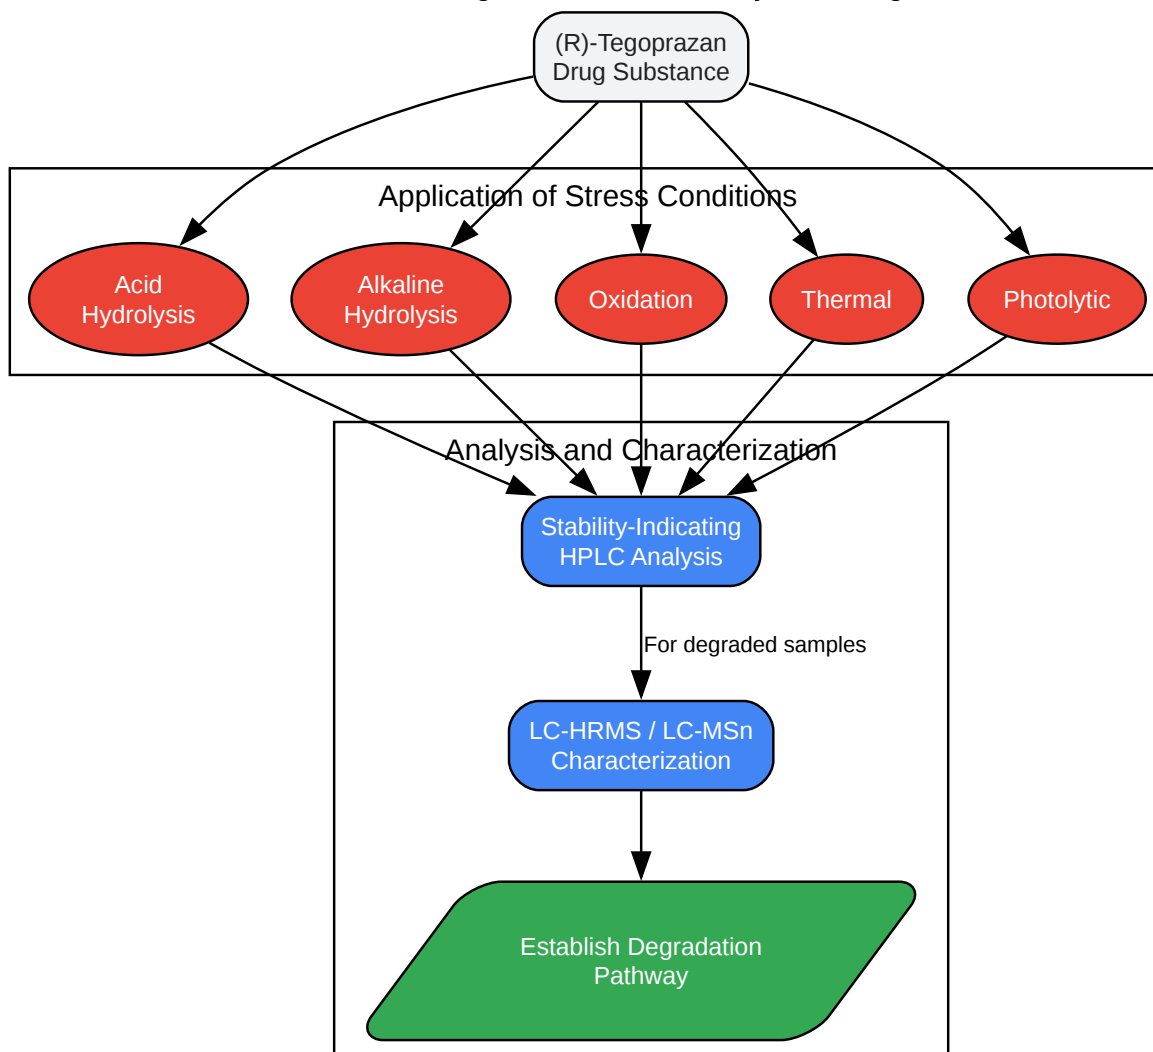 (R)-Tegoprazan
Drug Substance
Application of Stress Conditions
Acid
Hydrolysis
Alkaline
Hydrolysis
Oxidation
Thermal
Photolytic
Analysis and Characterization
Stability-Indicating
HPLC Analysis
For degraded samples
LC-HRMS / LC-MSn
Characterization
Establish Degradation
Pathway